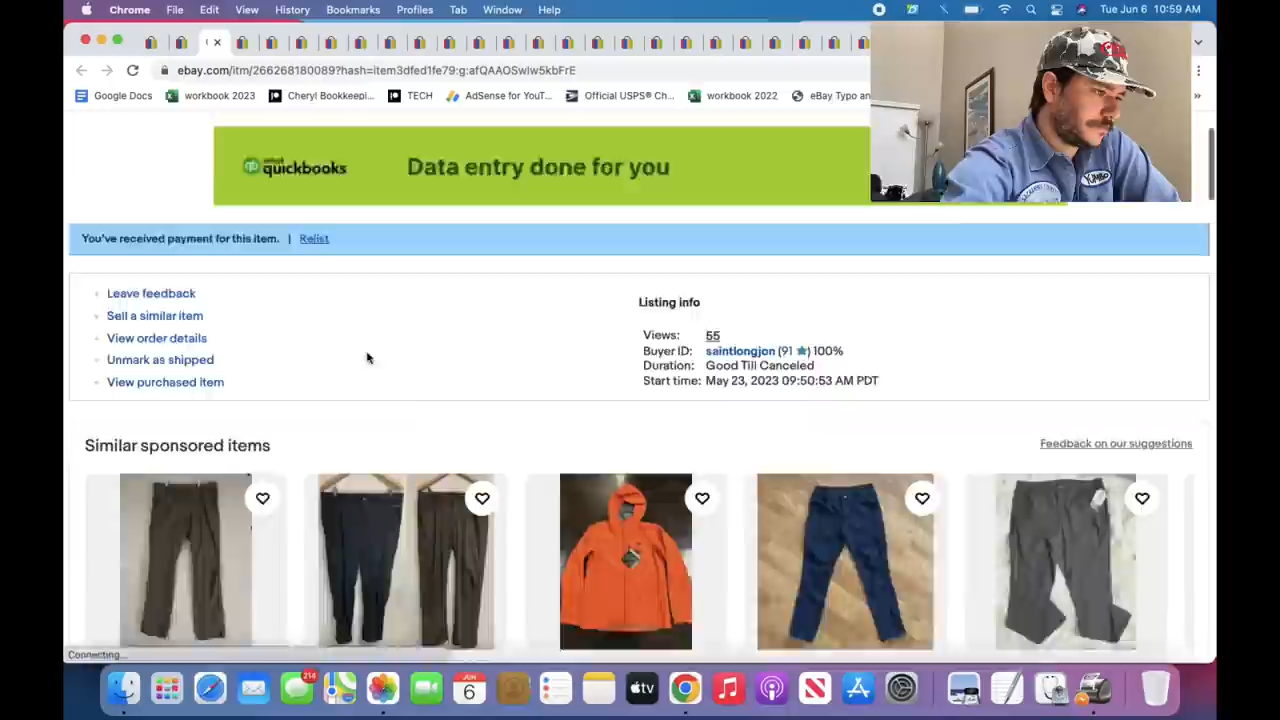 Chrome File Edit View History Bookmarks Profiles Tab Window Help
Tue Jun 6 10:59 AM
ebay.com/itm/266268180089?hash=item3dfed1fe79:g:afQAAOSwIw5kbFrE
Google Docs workbook 2023 Cheryl Bookkeepi... TECH AdSense for YouT... Official USPS® Ch... workbook 2022 eBay Typo an
quickbooks
Data entry done for you
You've received payment for this item. | Relist
Leave feedback
Sell a similar item
View order details
Unmark as shipped
View purchased item
Listing info
Views: 55
Buyer ID: saintlongjon (91 ★) 100%
Duration: Good Till Canceled
Start time: May 23, 2023 09:50:53 AM PDT
Similar sponsored items
Feedback on our suggestions
Connecting...
214
JUN
6
tv